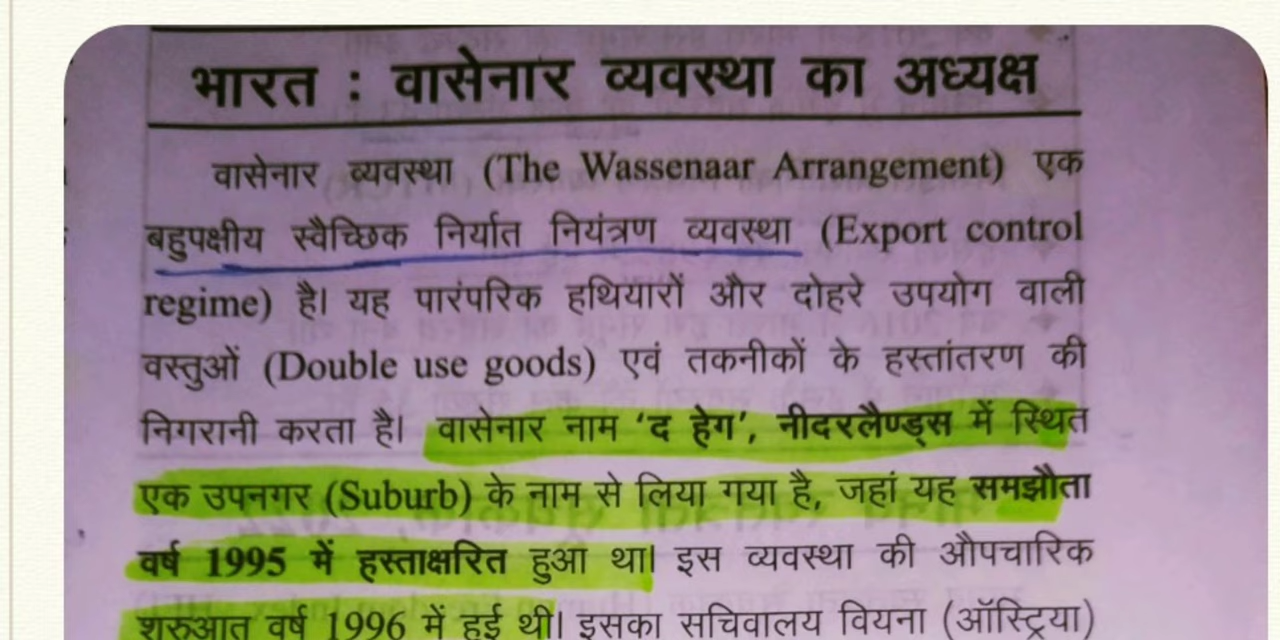 भारत : वासेनार व्यवस्था का अध्यक्ष
वासेनार व्यवस्था (The Wassenaar Arrangement) एक
बहुपक्षीय स्वैच्छिक निर्यात नियंत्रण व्यवस्था (Export control
regime) है। यह पारंपरिक हथियारों और दोहरे उपयोग वाली
वस्तुओं (Double use goods) एवं तकनीकों के हस्तांतरण की
निगरानी करता है। वासेनार नाम ‘द हेग’, नीदरलैण्ड्स में स्थित
एक उपनगर (Suburb) के नाम से लिया गया है, जहां यह समझौता
वर्ष 1995 में हस्ताक्षरित हुआ था। इस व्यवस्था की औपचारिक
शुरुआत वर्ष 1996 में हुई थी। इसका सचिवालय वियना (ऑस्ट्रिया)